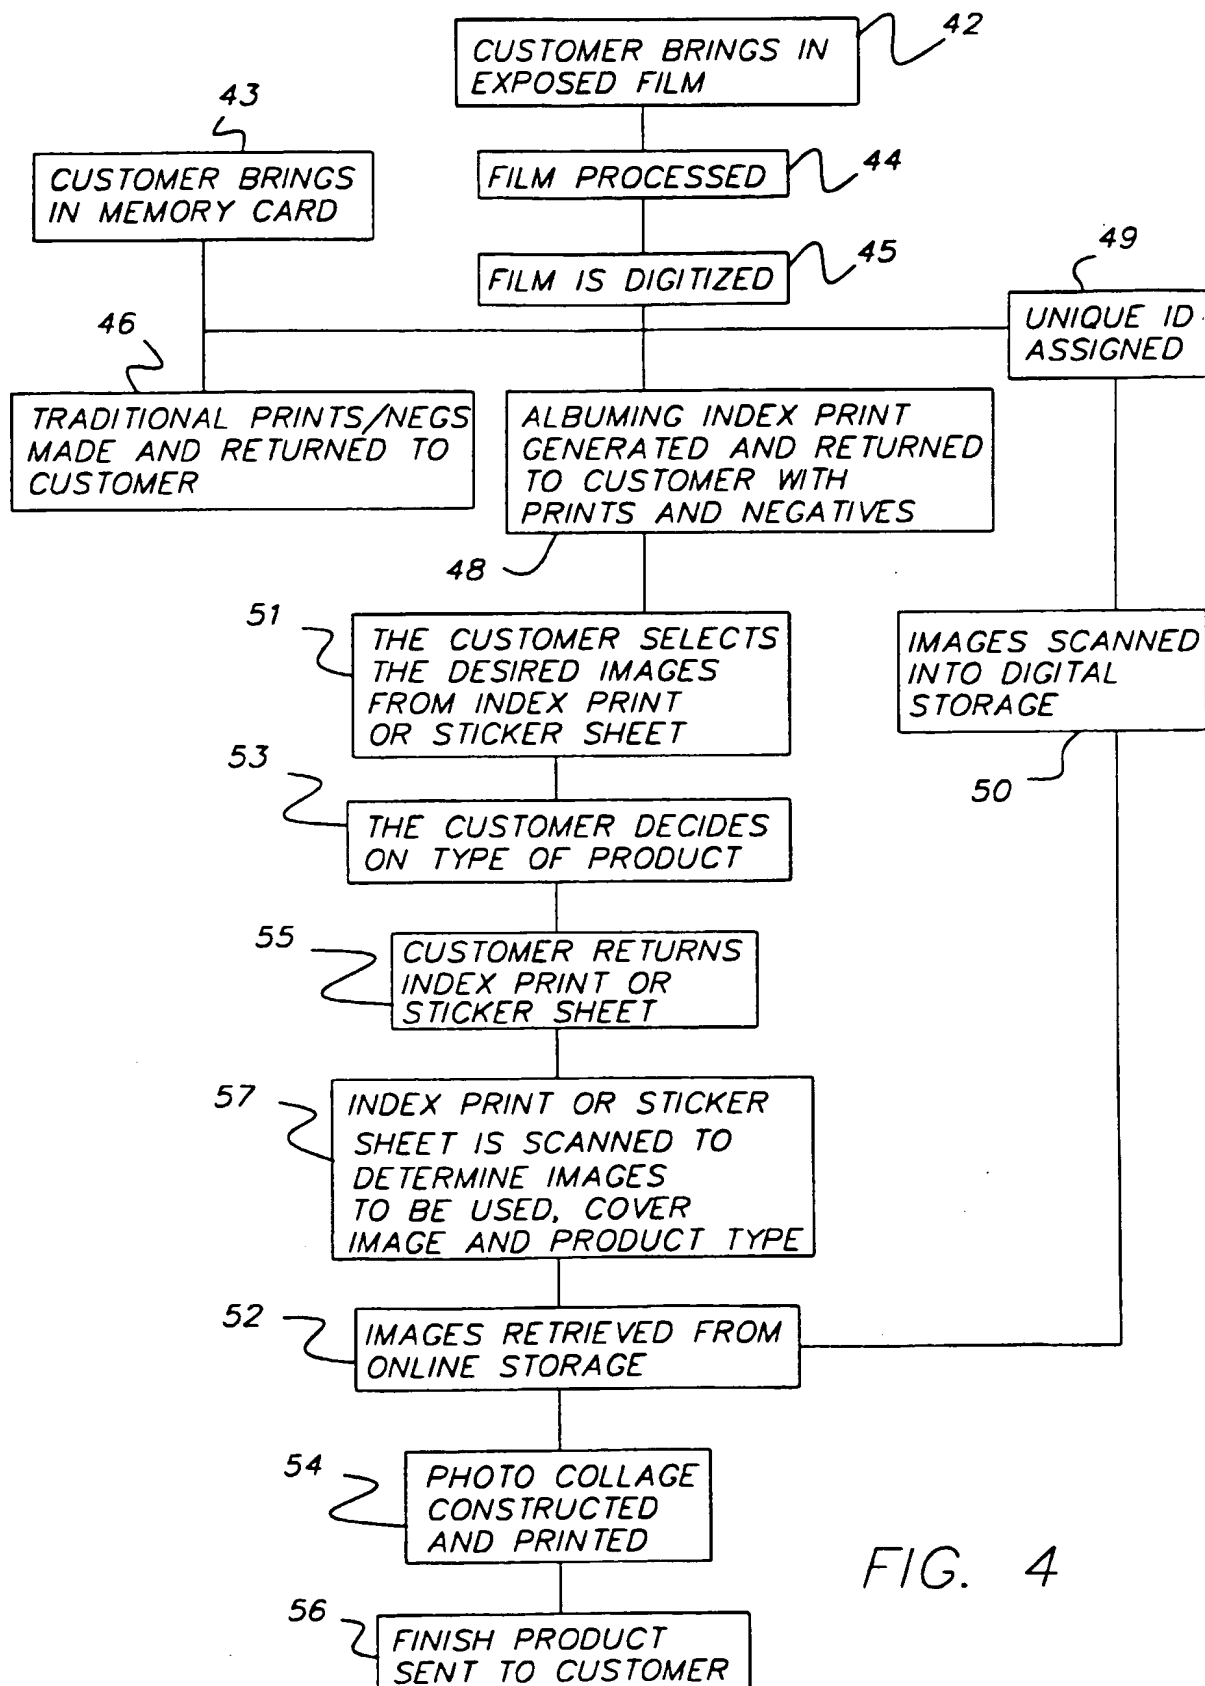 42
CUSTOMER BRINGS IN
EXPOSED FILM
43
CUSTOMER BRINGS
IN MEMORY CARD
44
FILM PROCESSED
45
FILM IS DIGITIZED
49
UNIQUE ID
ASSIGNED
46
TRADITIONAL PRINTS/NEGS
MADE AND RETURNED TO
CUSTOMER
ALBUMING INDEX PRINT
GENERATED AND RETURNED
TO CUSTOMER WITH
PRINTS AND NEGATIVES
48
51
THE CUSTOMER SELECTS
THE DESIRED IMAGES
FROM INDEX PRINT
OR STICKER SHEET
IMAGES SCANNED
INTO DIGITAL
STORAGE
50
53
THE CUSTOMER DECIDES
ON TYPE OF PRODUCT
55
CUSTOMER RETURNS
INDEX PRINT OR
STICKER SHEET
57
INDEX PRINT OR STICKER
SHEET IS SCANNED TO
DETERMINE IMAGES
TO BE USED, COVER
IMAGE AND PRODUCT TYPE
52
IMAGES RETRIEVED FROM
ONLINE STORAGE
54
PHOTO COLLAGE
CONSTRUCTED
AND PRINTED
FIG. 4
56
FINISH PRODUCT
SENT TO CUSTOMER